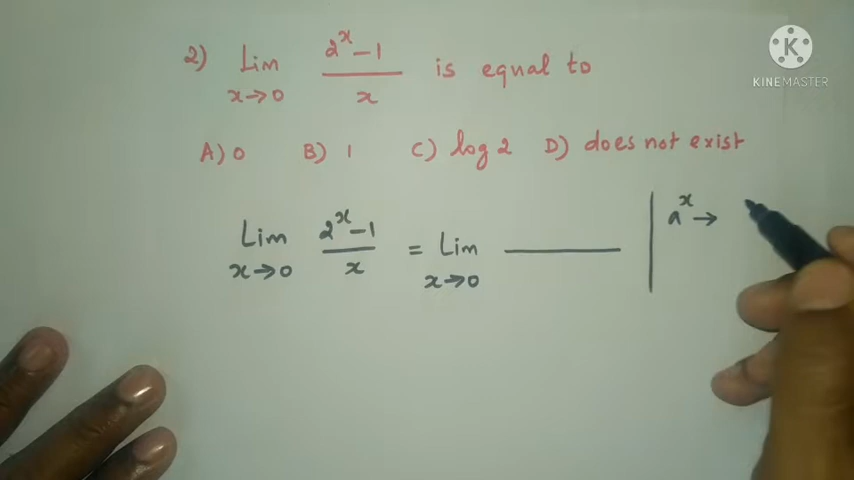 2) Lim x→0 2^x-1 / x is equal to
A) 0 B) 1 C) log 2 D) does not exist
Lim x→0 2^x-1 / x = Lim x→0 ———
a^x →
K
KINEMASTER